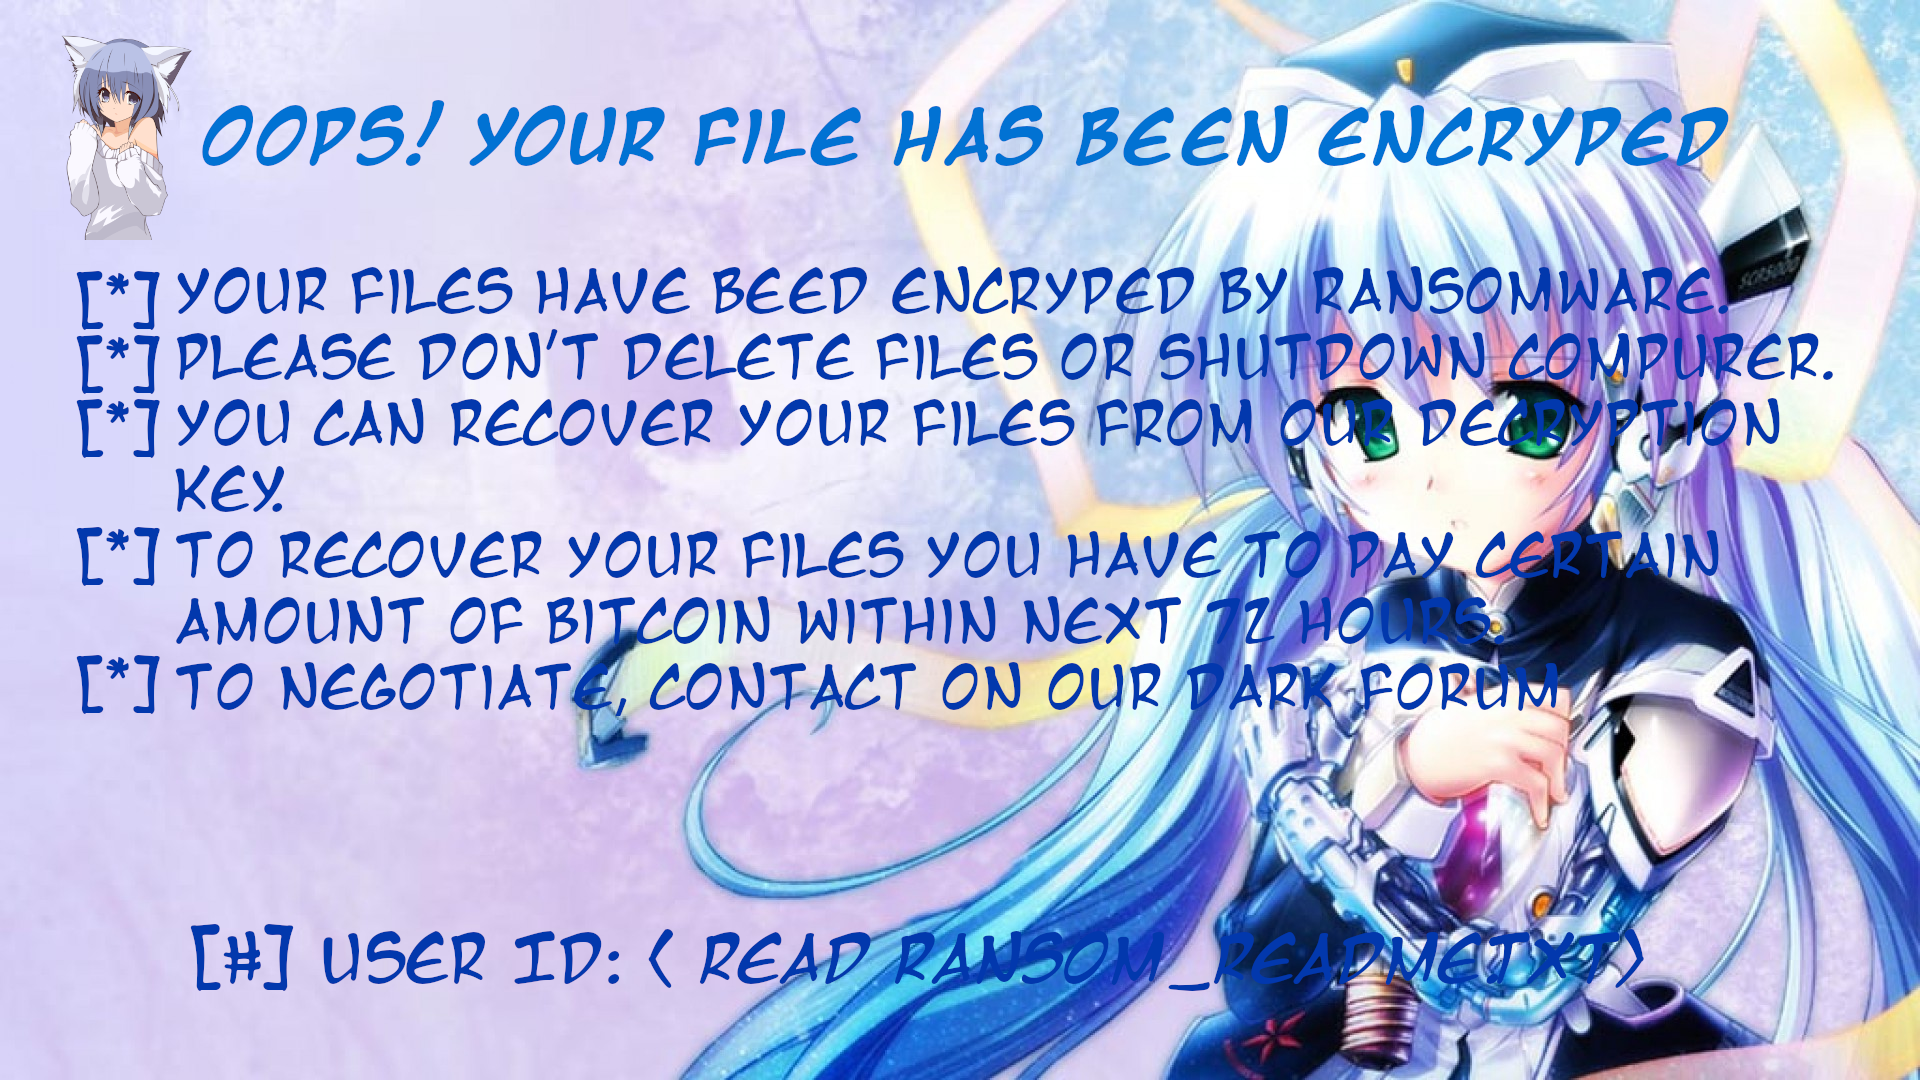 OOPS! YOUR FILE HAS BEEN ENCRYPED
[*] YOUR FILES HAVE BEED ENCRYPED BY RANSOMWARE.
[*] PLEASE DON'T DELETE FILES OR SHUTDOWN COMPURER.
[*] YOU CAN RECOVER YOUR FILES FROM OUR DECRYPTION
KEY.
[*] TO RECOVER YOUR FILES YOU HAVE TO PAY CERTAIN
AMOUNT OF BITCOIN WITHIN NEXT 72 HOURS.
[*] TO NEGOTIATE, CONTACT ON OUR DARK FORUM
[#] USER ID: < READ RANSOM_README.TXT>